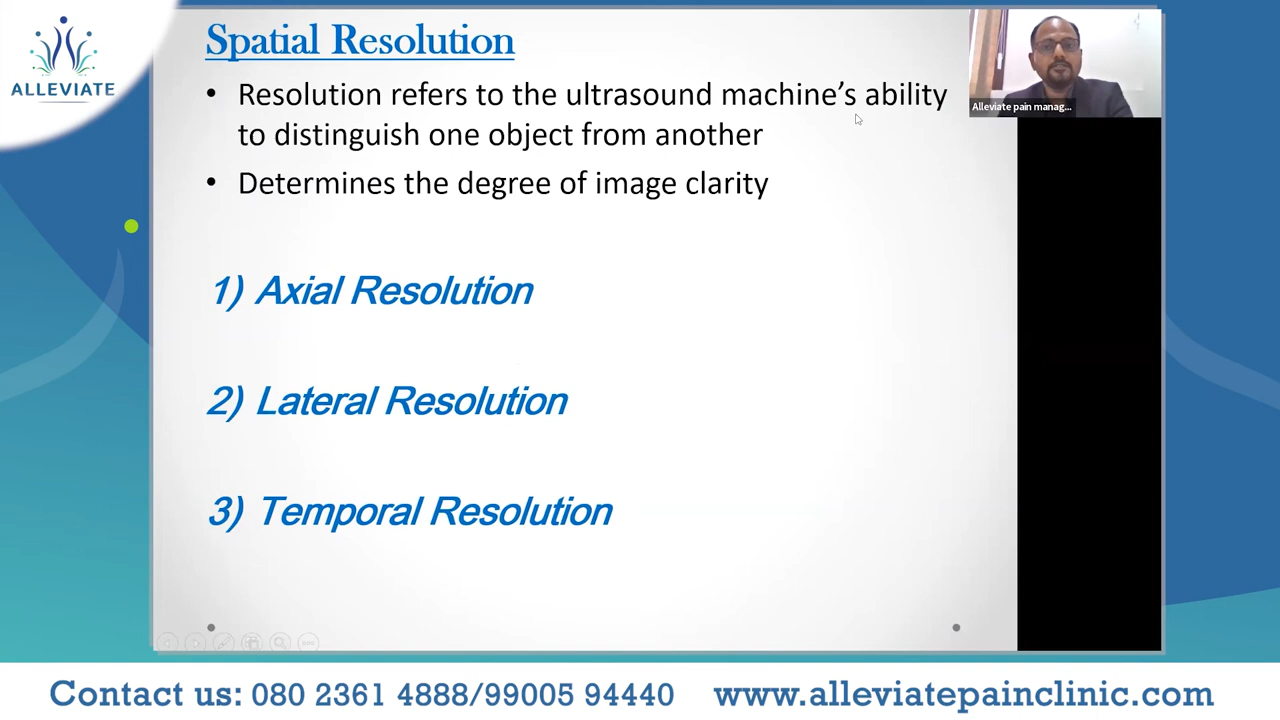 ALLEVIATE
Spatial Resolution
• Resolution refers to the ultrasound machine’s ability
to distinguish one object from another
• Determines the degree of image clarity
1) Axial Resolution
2) Lateral Resolution
3) Temporal Resolution
Alleviate pain manag...
Contact us: 080 2361 4888/99005 94440
www.alleviatepainclinic.com